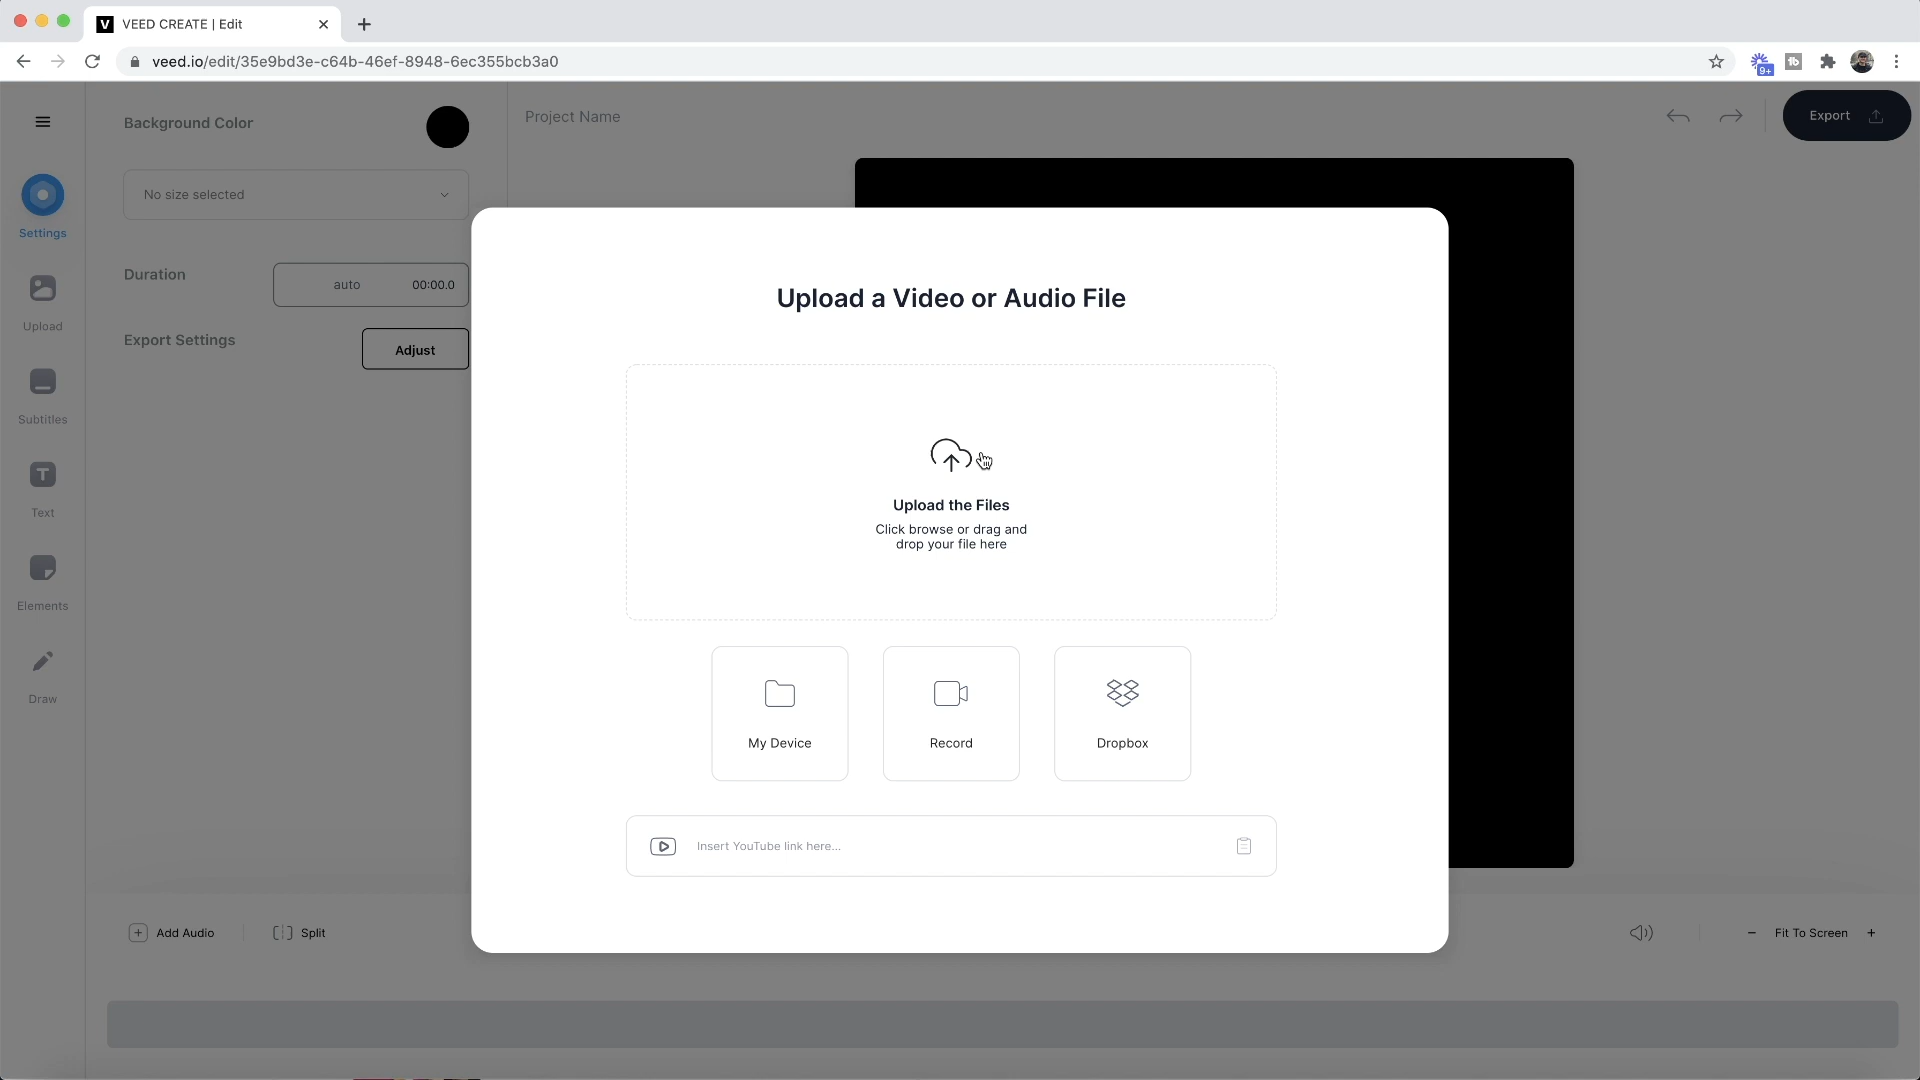 V VEED CREATE | Edit
veed.io/edit/35e9bd3e-c64b-46ef-8948-6ec355bcb3a0
9+
tb
Background Color
Project Name
Export
No size selected
Settings
Duration
auto
00:00.0
Upload
Export Settings
Adjust
Subtitles
T
Text
Elements
Draw
Upload a Video or Audio File
Upload the Files
Click browse or drag and
drop your file here
My Device
Record
Dropbox
Insert YouTube link here...
+ Add Audio
Split
− Fit To Screen +